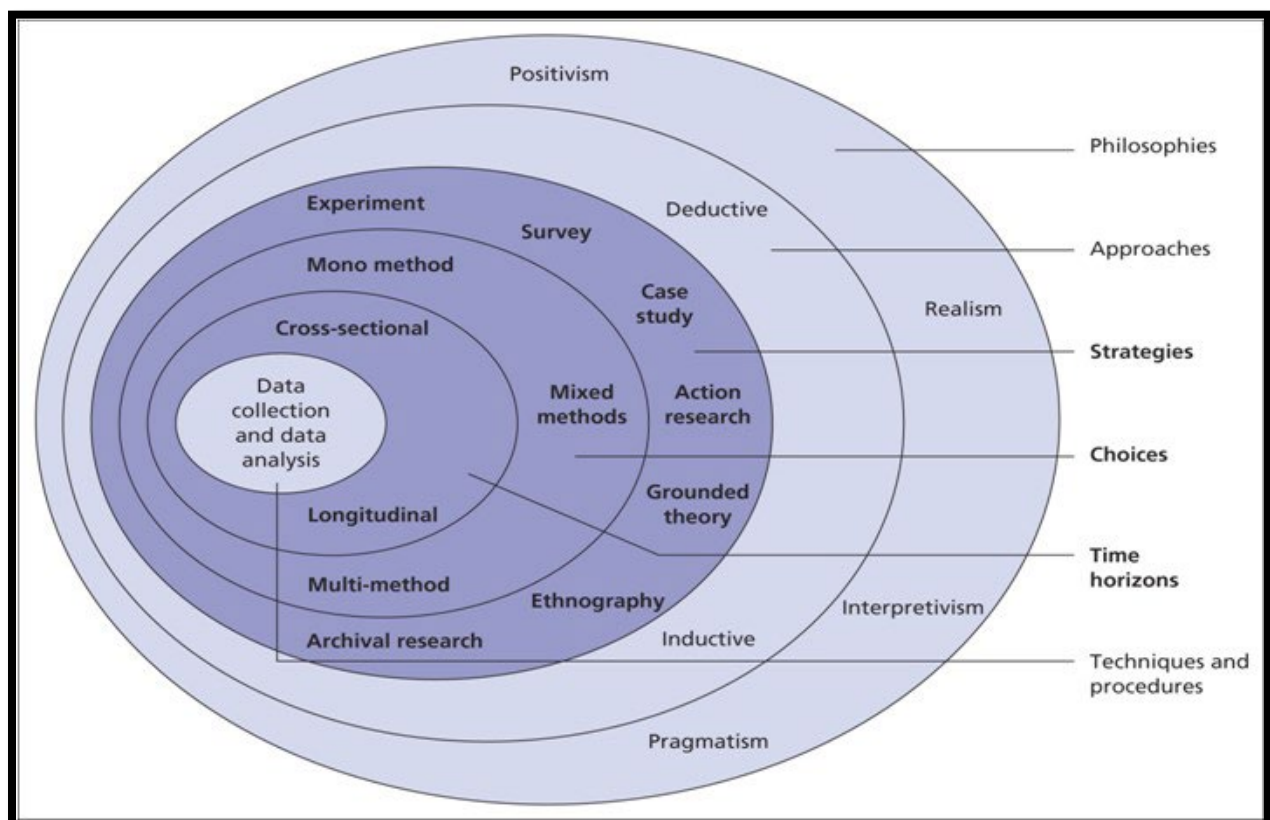 Positivism
Philosophies
Experiment
Deductive
Survey
Approaches
Mono method
Case
study
Realism
Cross-sectional
Strategies
Data
collection
and data
analysis
Mixed
methods
Action
research
Choices
Grounded
theory
Longitudinal
Time
horizons
Multi-method
Ethnography
Interpretivism
Archival research
Inductive
Techniques and
procedures
Pragmatism